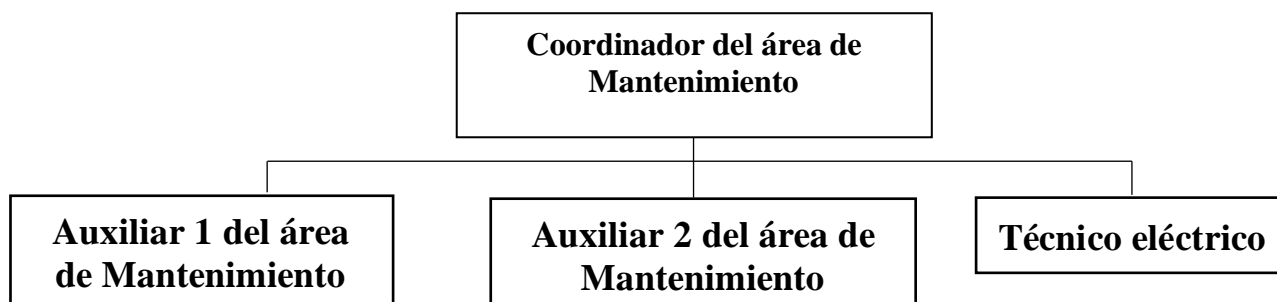 Coordinador del área de
Mantenimiento
Auxiliar 1 del área
de Mantenimiento
Auxiliar 2 del área de
Mantenimiento
Técnico eléctrico